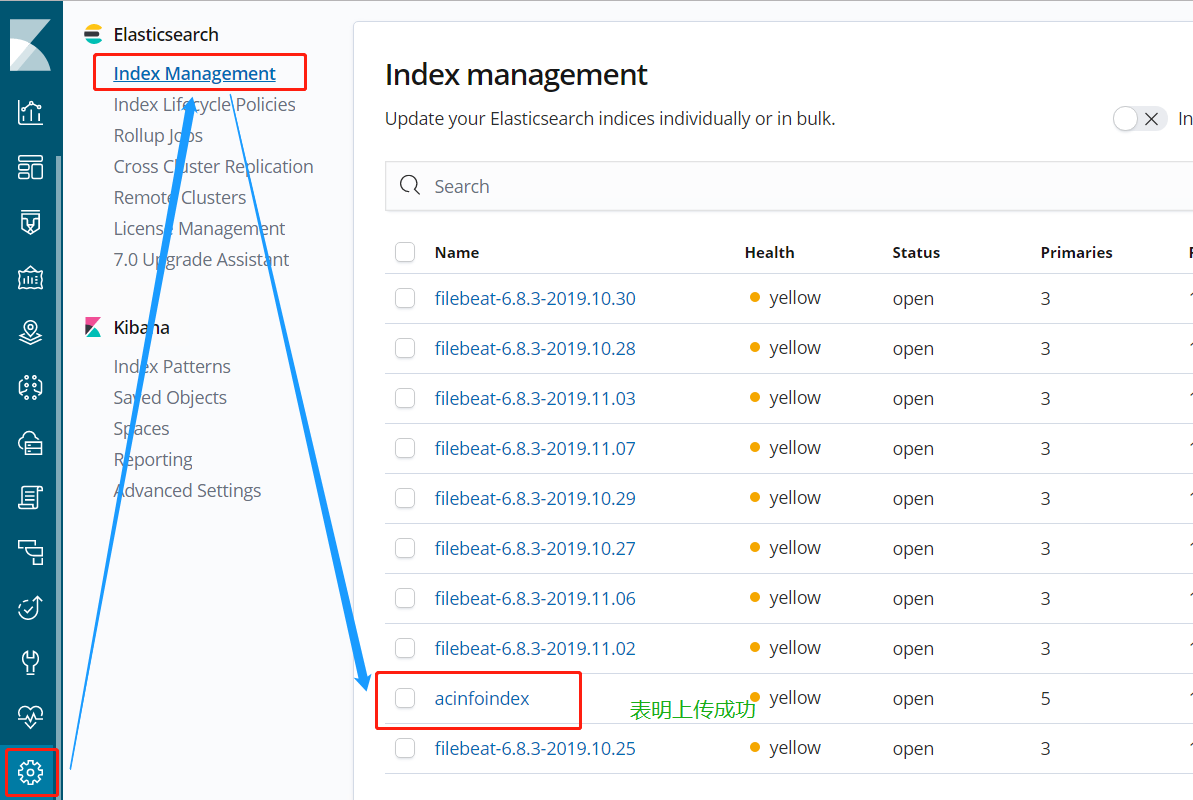 Elasticsearch
Index Management
Index Lifecycle Policies
Rollup Jobs
Cross Cluster Replication
Remote Clusters
License Management
7.0 Upgrade Assistant
Kibana
Index Patterns
Saved Objects
Spaces
Reporting
Advanced Settings
Index management
Update your Elasticsearch indices individually or in bulk.
In
Search
Name Health Status Primaries
filebeat-6.8.3-2019.10.30 yellow open 3
filebeat-6.8.3-2019.10.28 yellow open 3
filebeat-6.8.3-2019.11.03 yellow open 3
filebeat-6.8.3-2019.11.07 yellow open 3
filebeat-6.8.3-2019.10.29 yellow open 3
filebeat-6.8.3-2019.10.27 yellow open 3
filebeat-6.8.3-2019.11.06 yellow open 3
filebeat-6.8.3-2019.11.02 yellow open 3
acinfoindex 表明上传成功 yellow open 5
filebeat-6.8.3-2019.10.25 yellow open 3